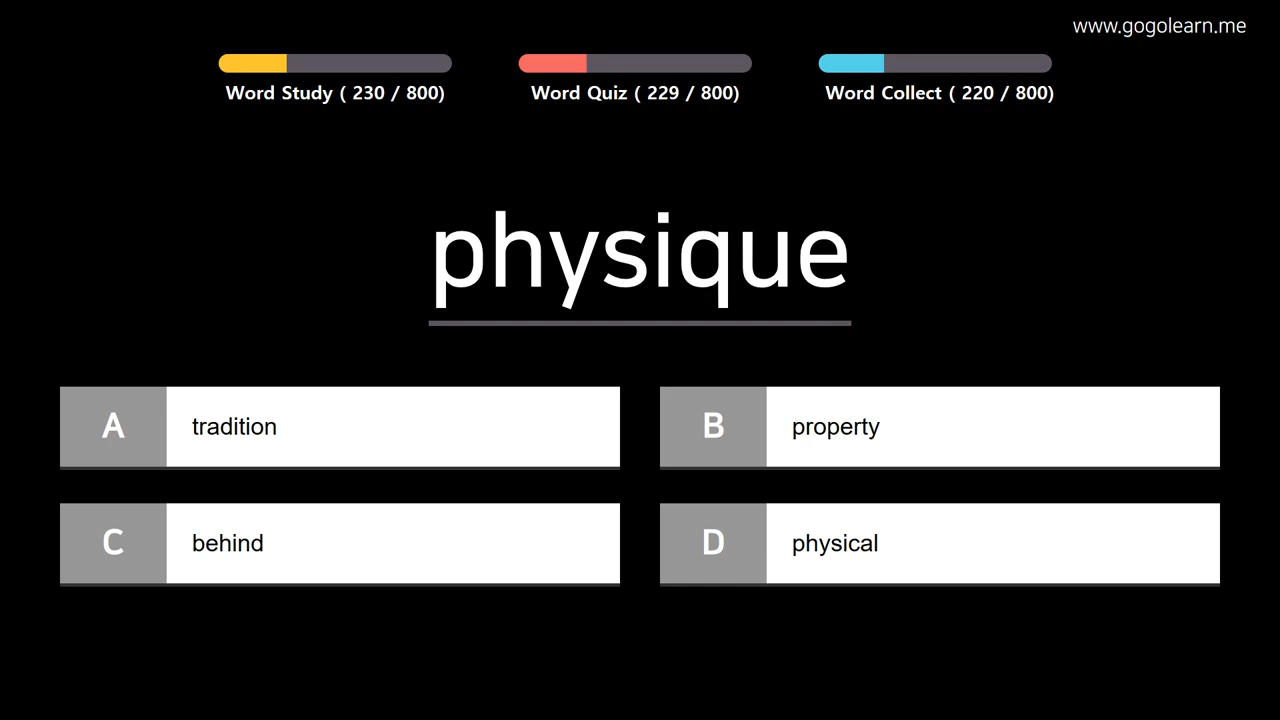 www.gogolearn.me
Word Study ( 230 / 800)
Word Quiz ( 229 / 800)
Word Collect ( 220 / 800)
physique
A tradition
B property
C behind
D physical